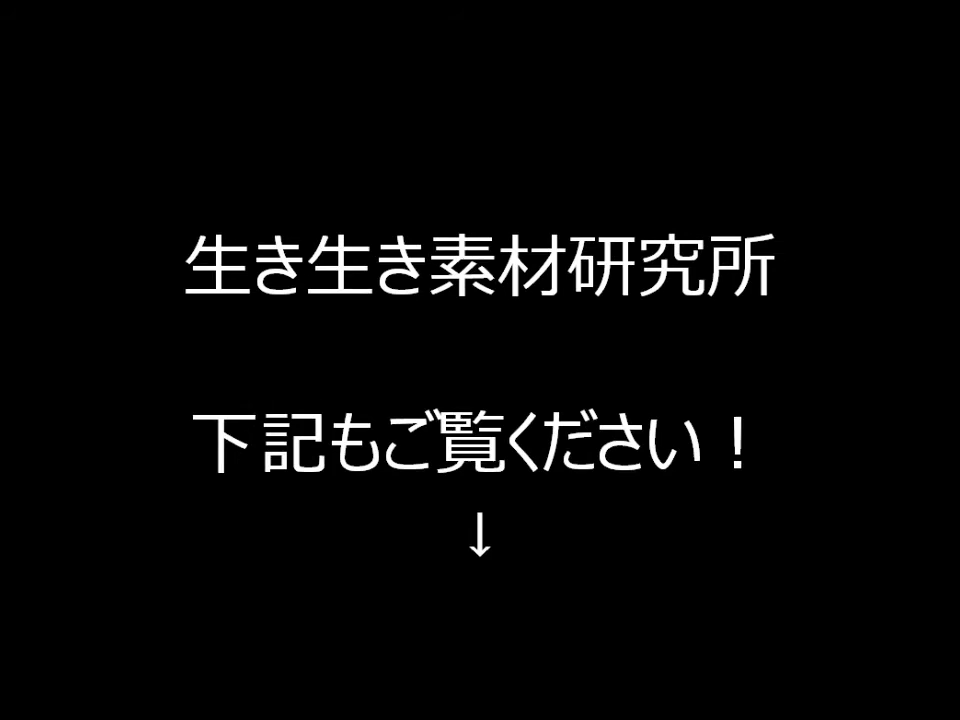 生き生き素材研究所
下記もご覧ください！
↓